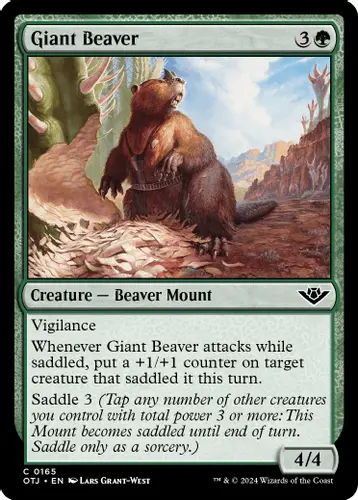 Giant Beaver 3
Creature — Beaver Mount
Vigilance
Whenever Giant Beaver attacks while
saddled, put a +1/+1 counter on target
creature that saddled it this turn.
Saddle 3 (Tap any number of other creatures
you control with total power 3 or more: This
Mount becomes saddled until end of turn.
Saddle only as a sorcery.)
4/4
C 0165
OTJ • EN Lars Grant-West
™ & © 2024 Wizards of the Coast